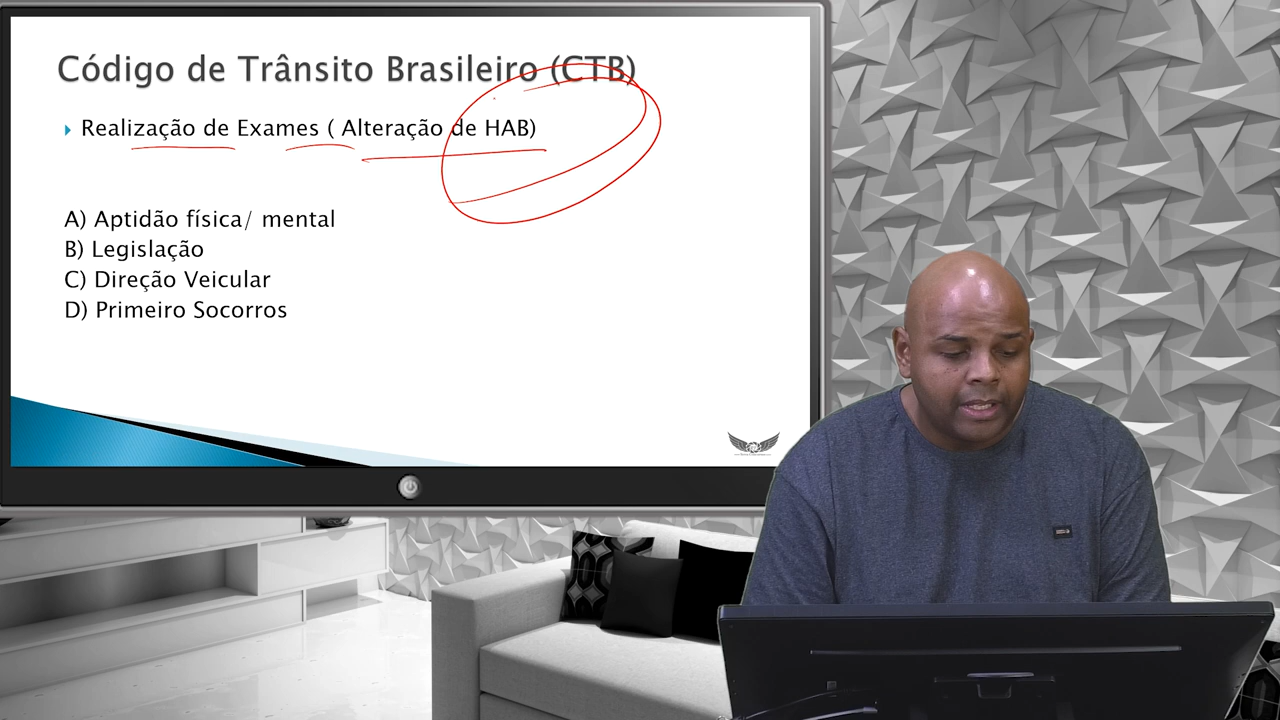 Código de Trânsito Brasileiro (CTB)
Realização de Exames ( Alteração de HAB)
A) Aptidão física/ mental
B) Legislação
C) Direção Veicular
D) Primeiro Socorros